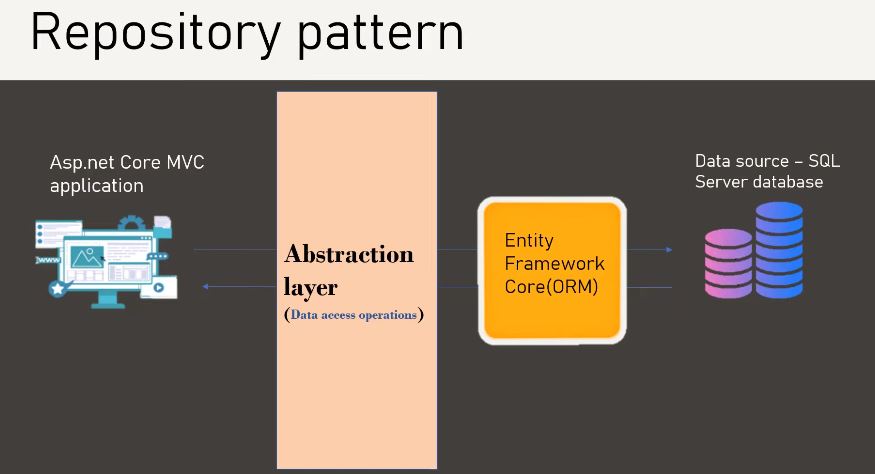 Repository pattern
Asp.net Core MVC
application
Abstraction
layer
(Data access operations)
Entity
Framework
Core(ORM)
Data source – SQL
Server database
www